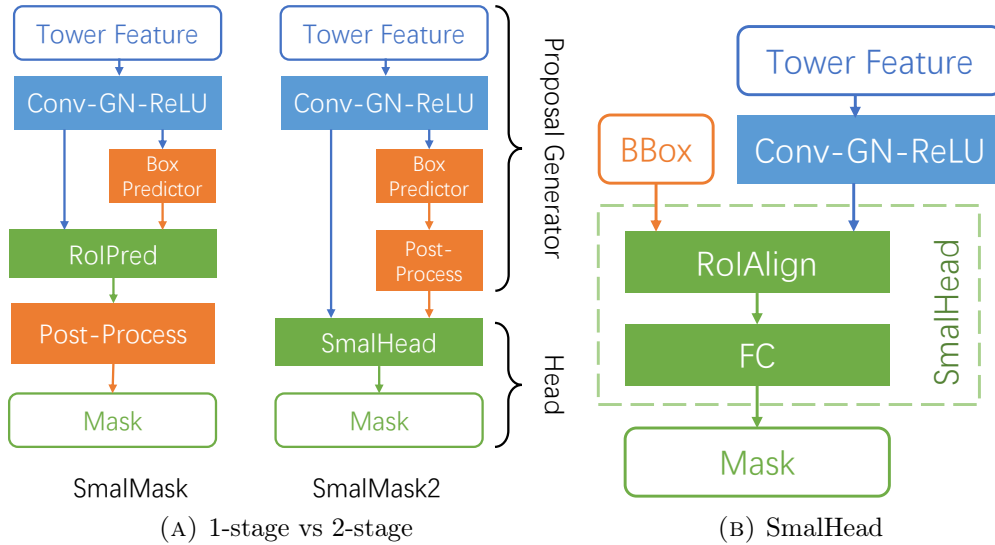 Tower Feature
Conv-GN-ReLU
Box
Predictor
RoIPred
Post-Process
Mask
SmalMask
Tower Feature
Conv-GN-ReLU
Box
Predictor
Post-
Process
SmalHead
Mask
SmalMask2
Proposal Generator
Head
(A) 1-stage vs 2-stage
Tower Feature
BBox
Conv-GN-ReLU
RoIAlign
FC
SmalHead
Mask
(B) SmalHead